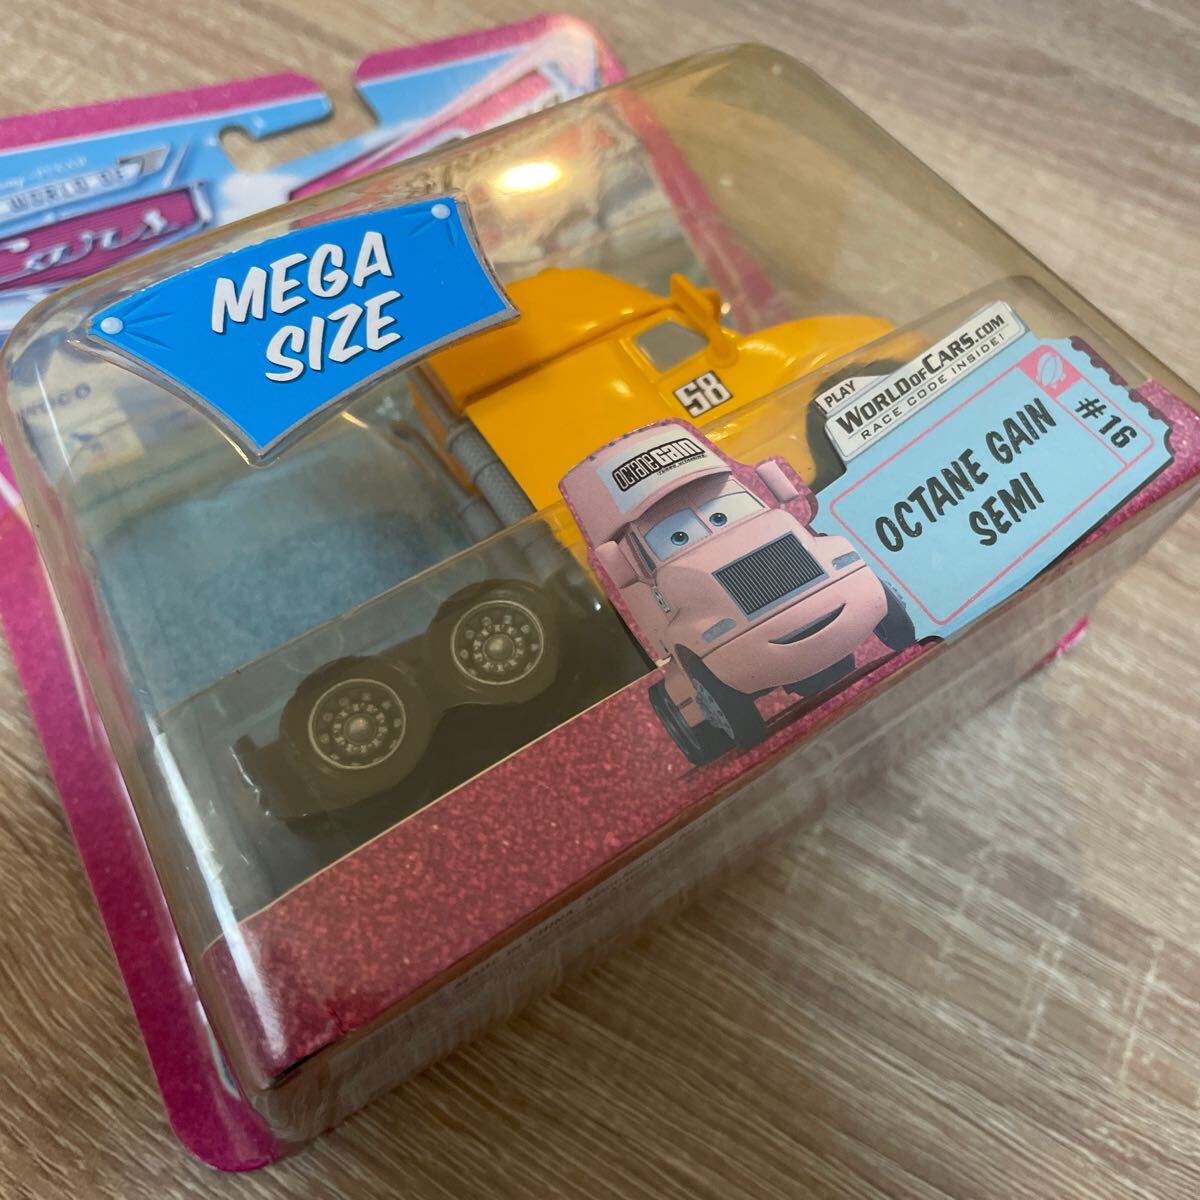 WORLD OF
Cars
MEGA
SIZE
58
PLAY
WORLDOFCARS.COM
RACE CODE INSIDE!
OCTANE GAIN
OCTANE GAIN
SEMI
#16